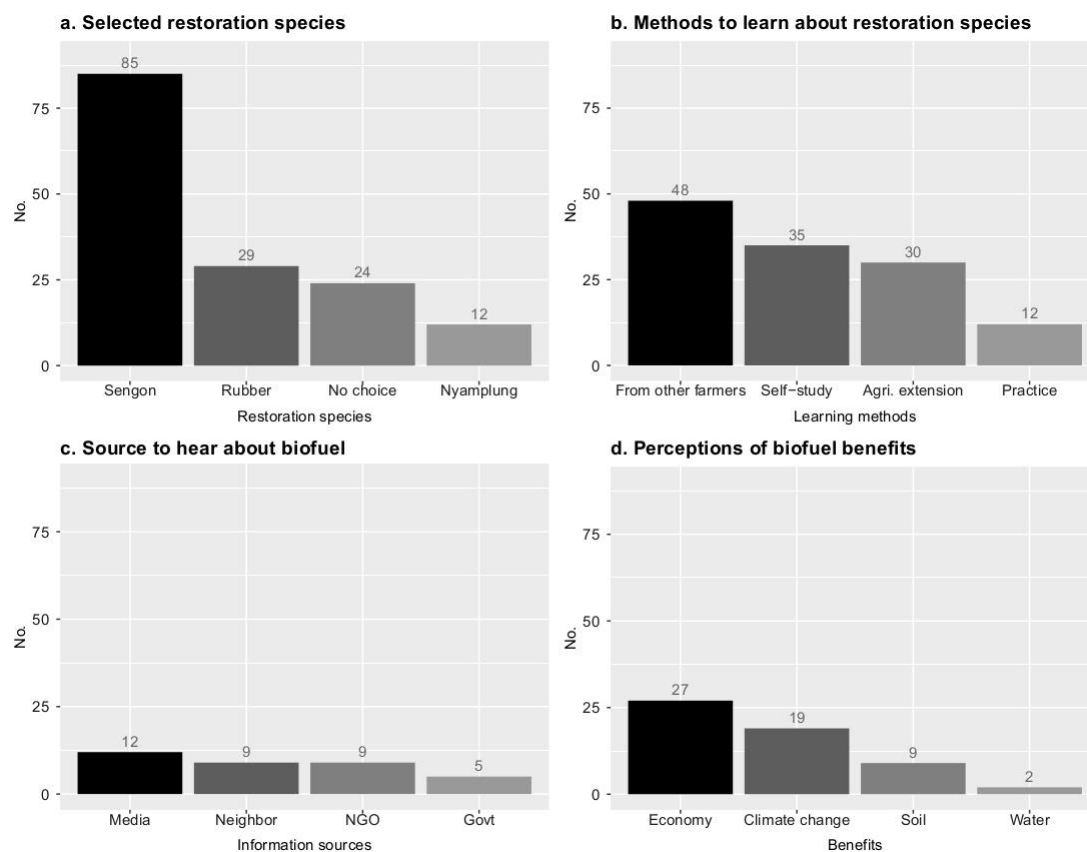 a. Selected restoration species
85
75
50
29
24
25
12
0
No.
Sengon Rubber No choice Nyamplung
Restoration species
b. Methods to learn about restoration species
75
50
48
35
30
25
12
0
No.
From other farmers Self−study Agri. extension Practice
Learning methods
c. Source to hear about biofuel
75
50
25
12
9
9
5
0
No.
Media Neighbor NGO Govt
Information sources
d. Perceptions of biofuel benefits
75
50
27
25
19
9
2
0
No.
Economy Climate change Soil Water
Benefits